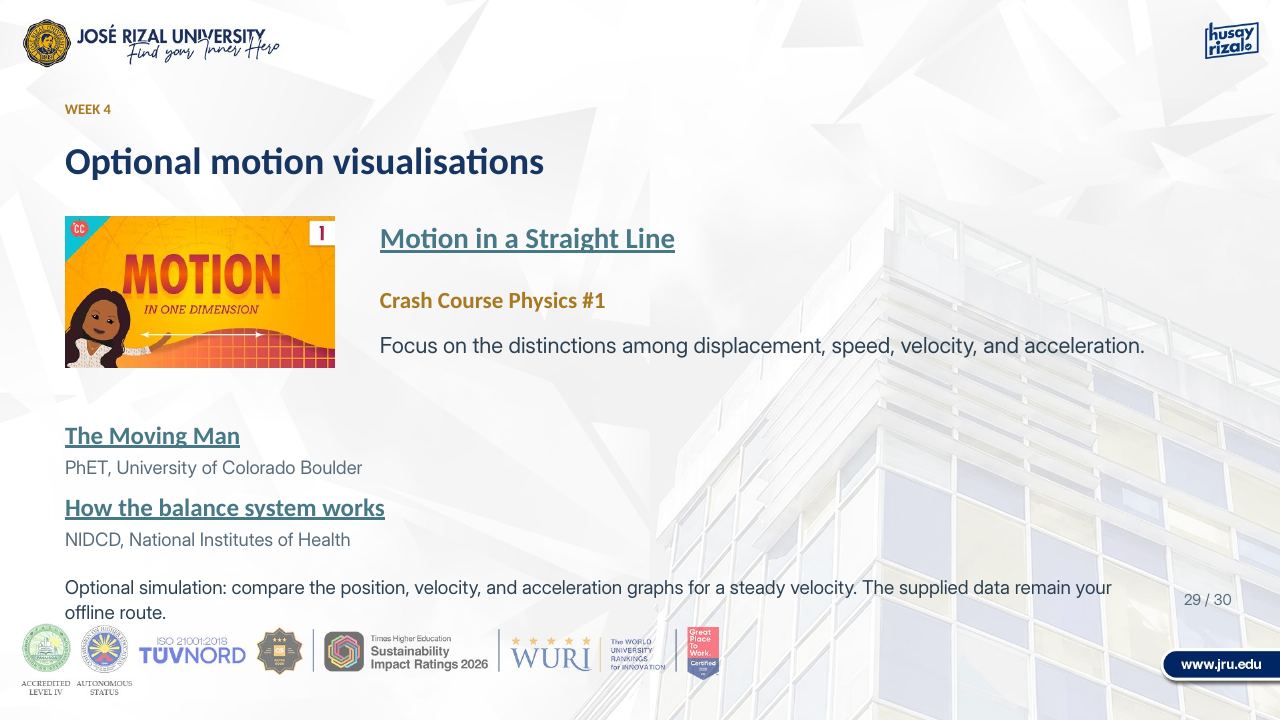 JOSÉ RIZAL UNIVERSITY
Find your Inner Hero
husay
rizal
WEEK 4
Optional motion visualisations
CC
1
MOTION
IN ONE DIMENSION
Motion in a Straight Line
Crash Course Physics #1
Focus on the distinctions among displacement, speed, velocity, and acceleration.
The Moving Man
PhET, University of Colorado Boulder
How the balance system works
NIDCD, National Institutes of Health
Optional simulation: compare the position, velocity, and acceleration graphs for a steady velocity. The supplied data remain your
offline route.
29 / 30
ACCREDITED
LEVEL IV
AUTONOMOUS
STATUS
ISO 21001:2018
TÜVNORD
Times Higher Education
Sustainability
Impact Ratings 2026
WURI
The WORLD
UNIVERSITY
RANKINGS
for INNOVATION
Great
Place
To
Work.
Certified
www.jru.edu